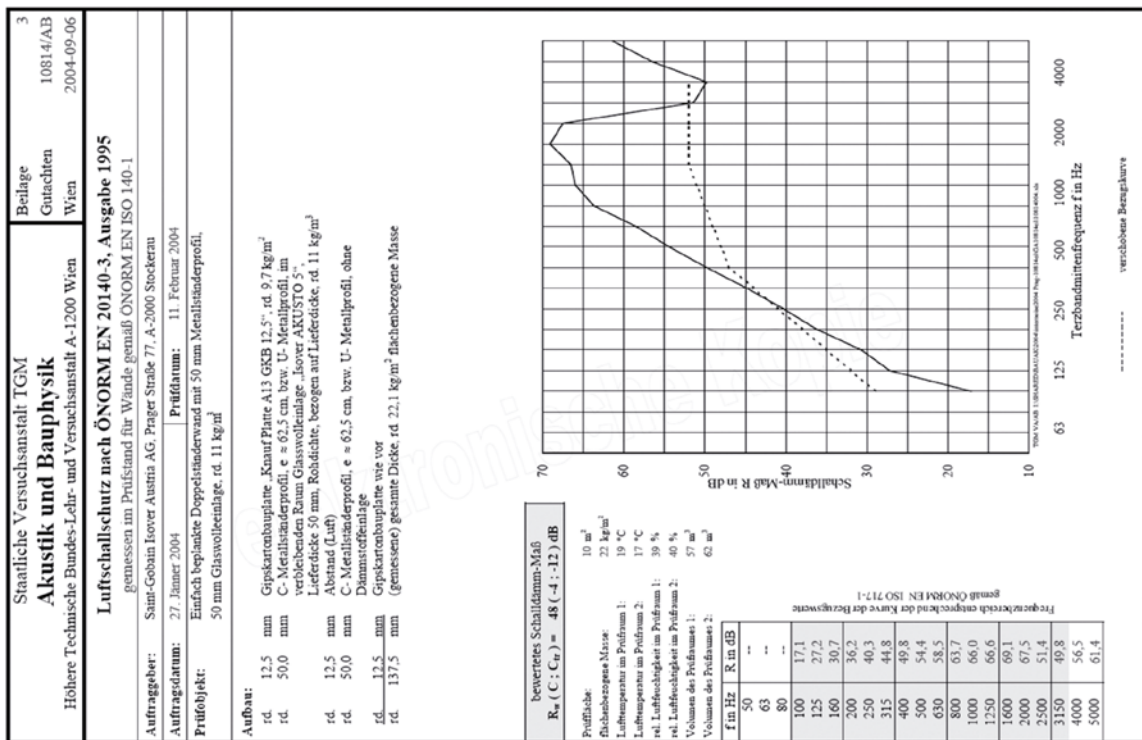 Staatliche Versuchsanstalt TGM
Akustik und Bauphysik
Höhere Technische Bundes-Lehr- und Versuchsanstalt A-1200 Wien
Beilage 3
Gutachten 10814/AB
Wien 2004-09-06
Luftschallschutz nach ÖNORM EN 20140-3, Ausgabe 1995
gemessen im Prüfstand für Wände gemäß ÖNORM EN ISO 140-1
Auftraggeber: Saint-Gobain Isover Austria AG, Prager Straße 77, A-2000 Stockerau
Auftragsdatum: 27. Jänner 2004 Prüfdatum: 11. Februar 2004
Prüfobjekt: Einfach beplankte Doppelständerwand mit 50 mm Metallständerprofil,
50 mm Glaswolleeinlage, rd. 11 kg/m³
Aufbau:
rd. 12,5 mm Gipskartonbauplatte „Knauf Platte A13 GKB 12,5“, rd. 9,7 kg/m²
rd. 50,0 mm C- Metallständerprofil, e ≈ 62,5 cm, bzw. U- Metallprofil, im
verbleibenden Raum Glasswolleeinlage „Isover AKUSTO 5“,
Lieferdicke 50 mm, Rohdichte, bezogen auf Lieferdicke, rd. 11 kg/m³
rd. 12,5 mm Abstand (Luft)
rd. 50,0 mm C- Metallständerprofil, e ≈ 62,5 cm, bzw. U- Metallprofil, ohne
Dämmstoffeinlage
rd. 12,5 mm Gipskartonbauplatte wie vor
rd. 137,5 mm (gemessene) gesamte Dicke, rd. 22,1 kg/m² flächenbezogene Masse
bewertetes Schalldämm-Maß
Rw ( C ; Ctr ) = 48 (-4 ; -12 ) dB
Prüffläche: 10 m²
flächenbezogene Masse: 22 kg/m²
Lufttemperatur im Prüfraum 1: 19 °C
Lufttemperatur im Prüfraum 2: 17 °C
rel. Luftfeuchtigkeit im Prüfraum 1: 39 %
rel. Luftfeuchtigkeit im Prüfraum 2: 40 %
Volumen des Prüfraumes 1: 57 m³
Volumen des Prüfraumes 2: 62 m³
f in Hz R in dB
50 --
63 --
80 --
100 17,1
125 27,2
160 30,7
200 36,2
250 40,3
315 44,8
400 49,8
500 54,4
630 58,5
800 63,7
1000 66,0
1250 66,6
1600 69,1
2000 67,5
2500 51,4
3150 49,8
4000 56,5
5000 61,4
Frequenzbereich entsprechend der Kurve der Bezugswerte
gemäß ÖNORM EN ISO 717-1
Schalldämm-Maß R in dB
70
60
50
40
30
20
10
63 125 250 500 1000 2000 4000
Terzbandmittenfrequenz f in Hz
verschobene Bezugskurve